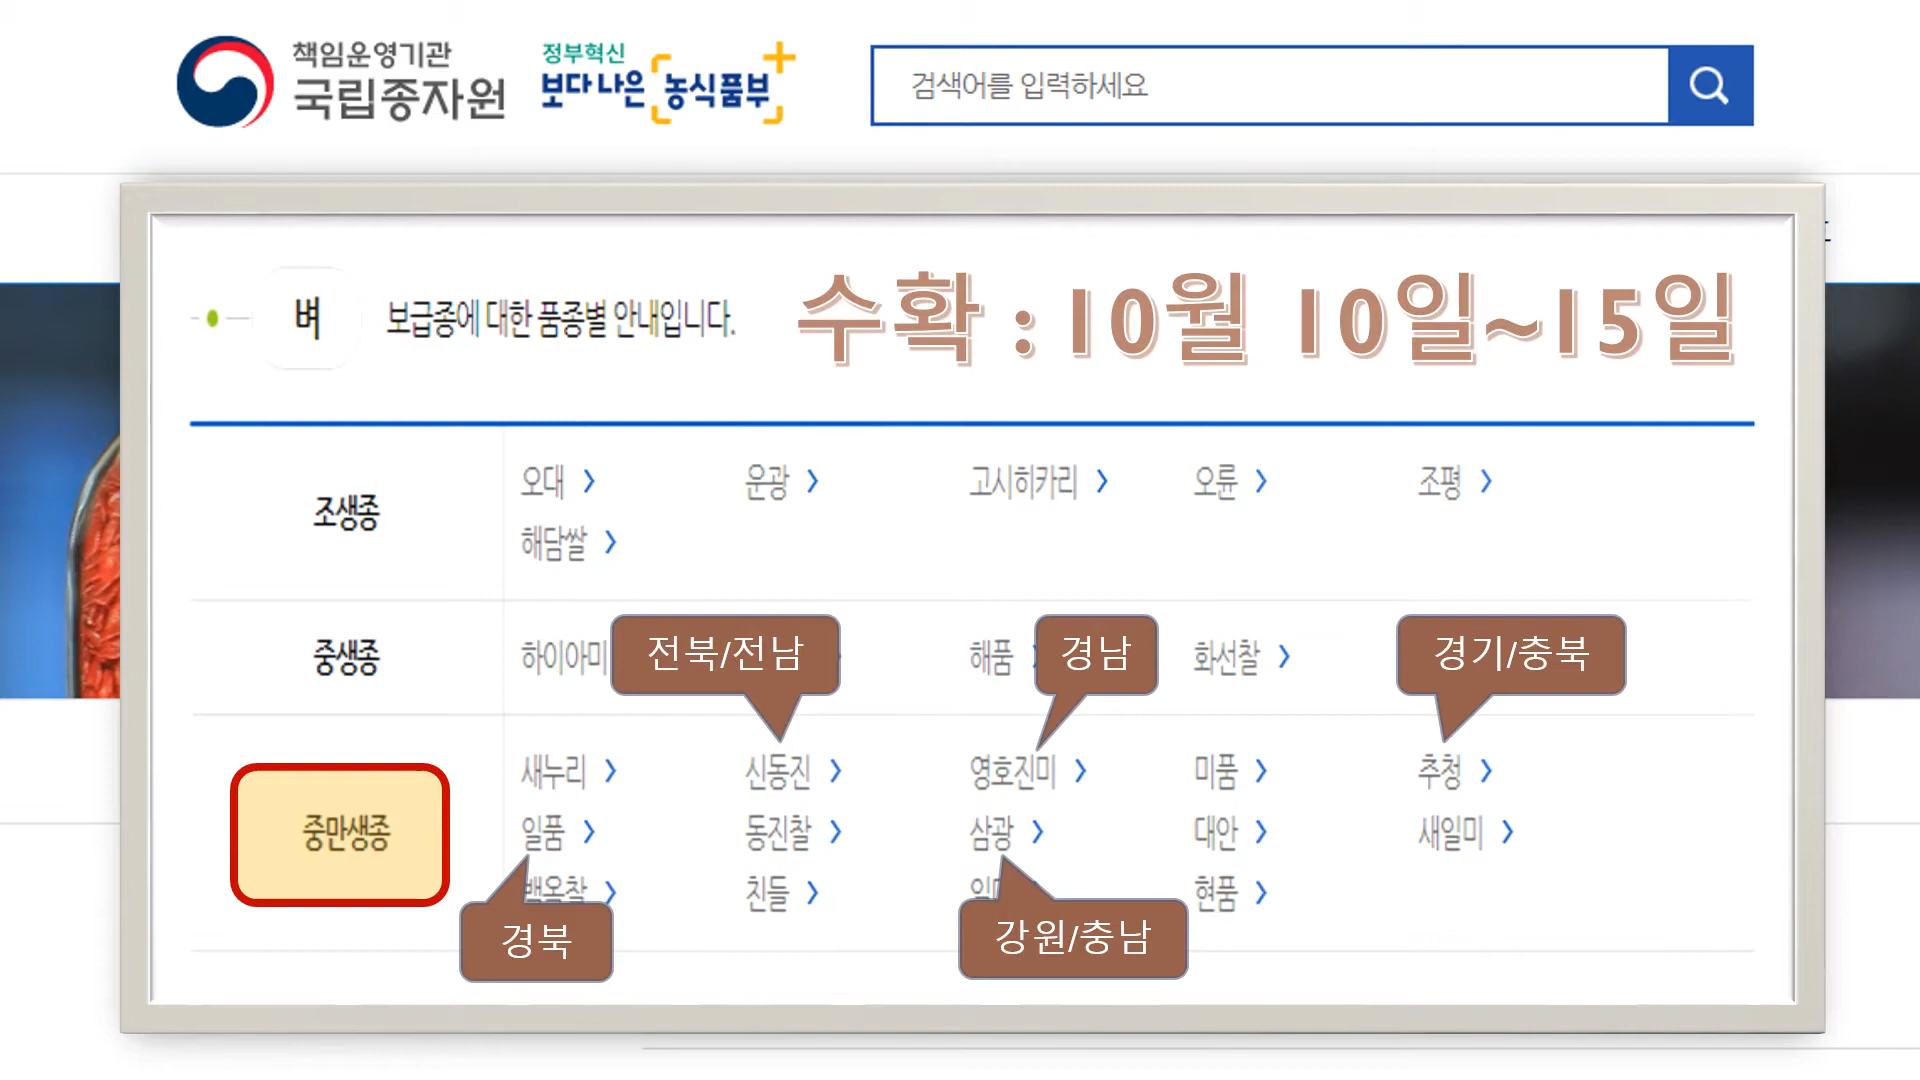 책임운영기관
국립종자원
정부혁신
보다 나은 농식품부
검색어를 입력하세요
벼
보급종에 대한 품종별 안내입니다.
수확 : 10월 10일~15일
조생종
오대 운광 고시히카리 오륜 조평
해담쌀
중생종
하이아미 해품 화선찰
전북/전남 경남 경기/충북
중만생종
새누리 신동진 영호진미 미품 추청
일품 동진찰 삼광 대안 새일미
백옥찰 친들 현품
경북 강원/충남